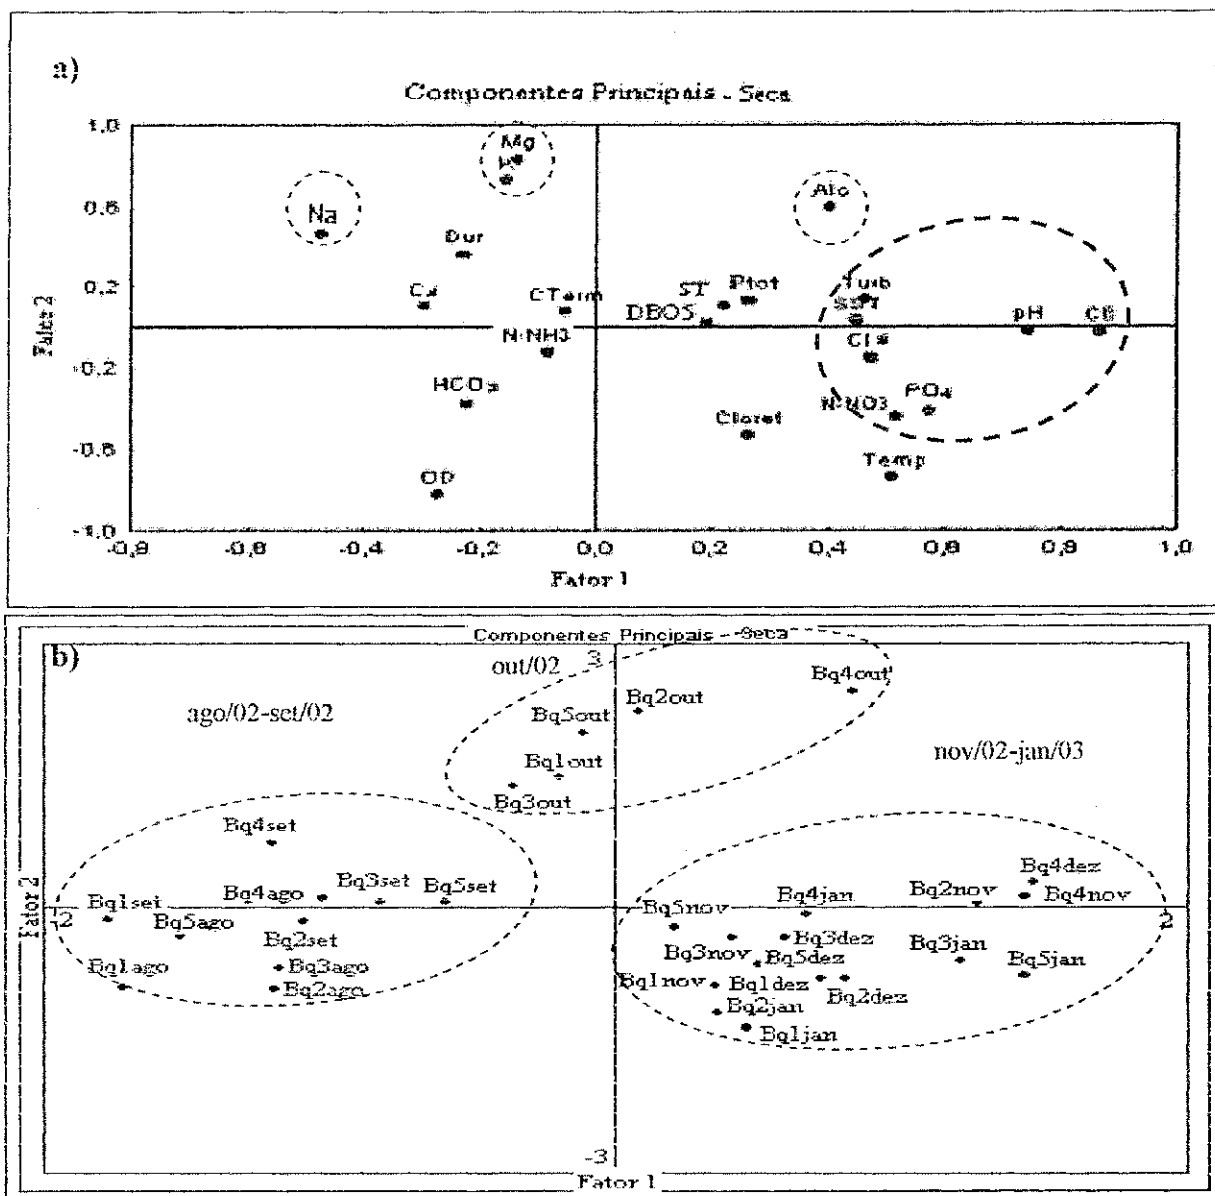 a)
Componentes Principais - Seca
1,0
Mg
K
Alc
0,6
Na
Dur
0,2
Ca
CTerm
ST
Ptot
Turb
DBO5
SST
pH
CE
Fator 2
N-NH3
Cl a
-0,2
HCO3
N-NO3
PO4
Cloret
-0,6
Temp
OD
-1,0
-0,8 -0,6 -0,4 -0,2 0,0 0,2 0,4 0,6 0,8 1,0
Fator 1
Componentes Principais - Seca
b)
3
out/02
Bq4out
ago/02-set/02
Bq2out
Bq5out
nov/02-jan/03
Bq1out
Bq3out
Bq4set
Bq4dez
Bq3set
Bq4ago
Bq5set
Bq4jan
Bq2nov
Bq4nov
Fator 2
Bq1set
-2
2
Bq5ago
Bq2set
Bq5nov
Bq3dez
Bq3jan
Bq1ago
Bq3ago
Bq3nov
Bq5dez
Bq5jan
Bq2ago
Bq1nov
Bq1dez
Bq2dez
Bq2jan
Bq1jan
-3
Fator 1